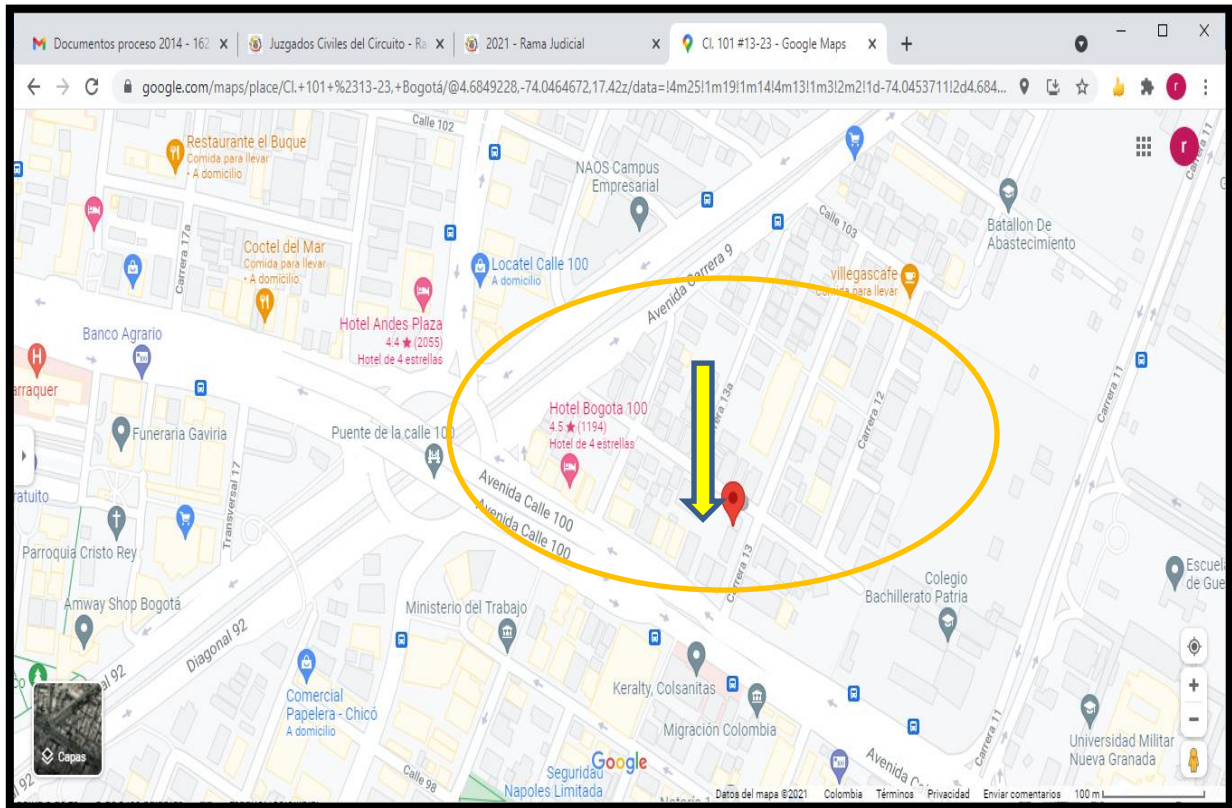 Documentos proceso 2014 - 162
Juzgados Civiles del Circuito - Ra
2021 - Rama Judicial
Cl. 101 #13-23 - Google Maps
google.com/maps/place/Cl.+101+%2313-23,+Bogotá/@4.6849228,-74.0464672,17.42z/data=!4m25!1m19!1m14!4m13!1m3!2m2!1d-74.0453711!2d4.684...
r
Calle 102
Restaurante el Buque
Comida para llevar
· A domicilio
NAOS Campus
Empresarial
Carrera 11
r
Calle 103
Batallon De
Abastecimiento
Carrera 17a
Coctel del Mar
Comida para llevar
· A domicilio
Locatel Calle 100
A domicilio
Avenida Carrera 9
villegascafe
Comida para llevar
Hotel Andes Plaza
4.4 ★ (2055)
Hotel de 4 estrellas
Banco Agrario
H
arraquer
Carrera 11
Hotel Bogota 100
4.5 ★ (1194)
Hotel de 4 estrellas
rera 13a
Carrera 12
Funeraria Gaviria
Puente de la calle 100
Avenida Calle 100
Avenida Calle 100
ratuito
Transversal 17
Parroquia Cristo Rey
Carrera 13
Colegio
Bachillerato Patria
Escuel
de Gue
Amway Shop Bogotá
Ministerio del Trabajo
Diagonal 92
al 92
Comercial
Papelera - Chicó
A domicilio
Keralty, Colsanitas
Migración Colombia
Carrera 11
Universidad Militar
Nueva Granada
Capas
Google
Seguridad
Napoles Limitada
Calle 98
Avenida C
Datos del mapa ©2021 Colombia Términos Privacidad Enviar comentarios 100 m